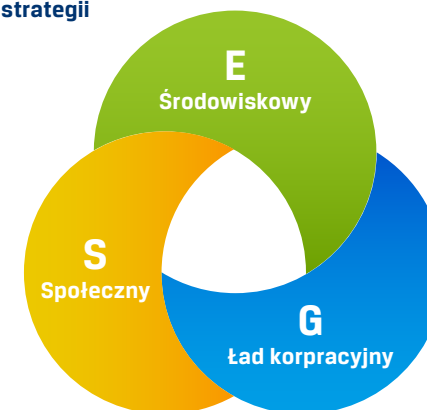 strategii
E
Środowiskowy
S
Społeczny
G
Ład korpracyjny